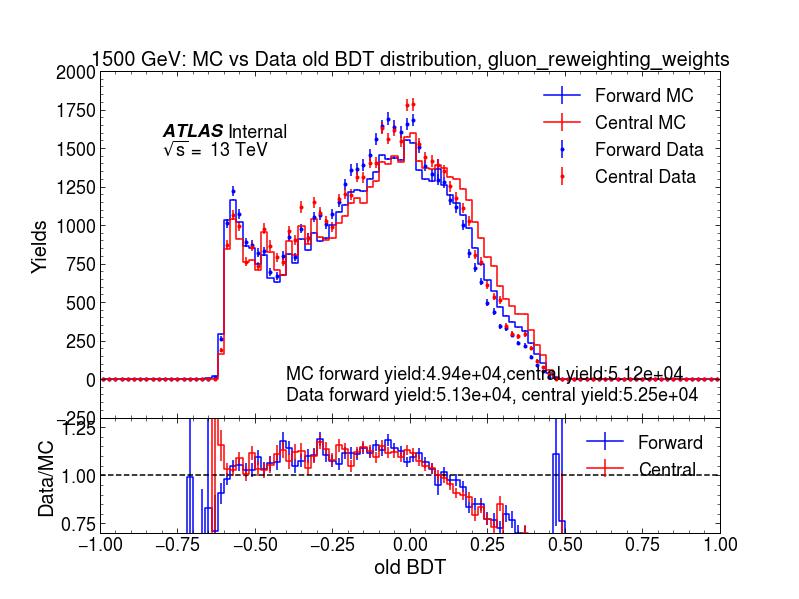 1500 GeV: MC vs Data old BDT distribution, gluon_reweighting_weights
2000
1750
1500
1250
1000
750
500
250
0
−250
Yields
ATLAS Internal
√s = 13 TeV
Forward MC
Central MC
Forward Data
Central Data
MC forward yield:4.94e+04,central yield:5.12e+04
Data forward yield:5.13e+04, central yield:5.25e+04
1.25
1.00
0.75
Data/MC
Forward
Central
−1.00 −0.75 −0.50 −0.25 0.00 0.25 0.50 0.75 1.00
old BDT